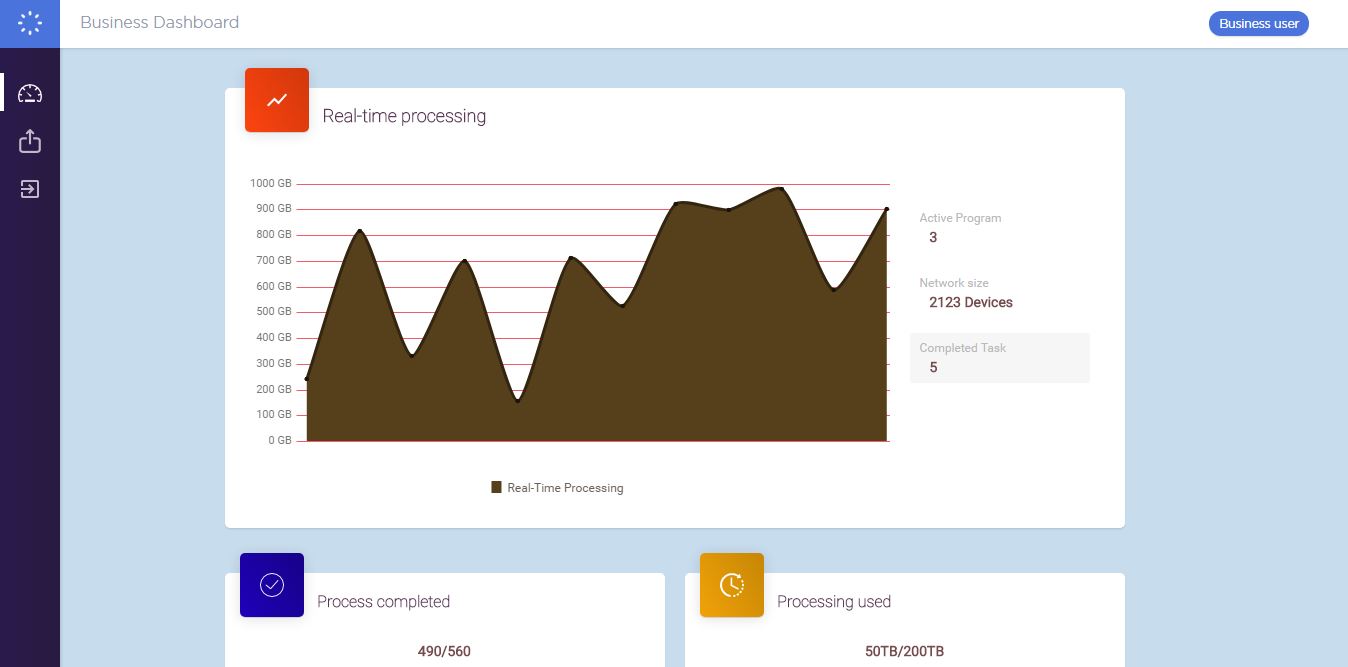 Business Dashboard
Business user
Real-time processing
1000 GB
900 GB
800 GB
700 GB
600 GB
500 GB
400 GB
300 GB
200 GB
100 GB
0 GB
Real-Time Processing
Active Program
3
Network size
2123 Devices
Completed Task
5
Process completed
490/560
Processing used
50TB/200TB